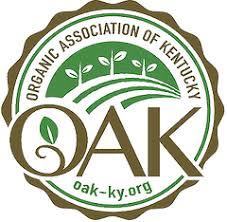 ORGANIC ASSOCIATION OF KENTUCKY
OAK
oak-ky.org